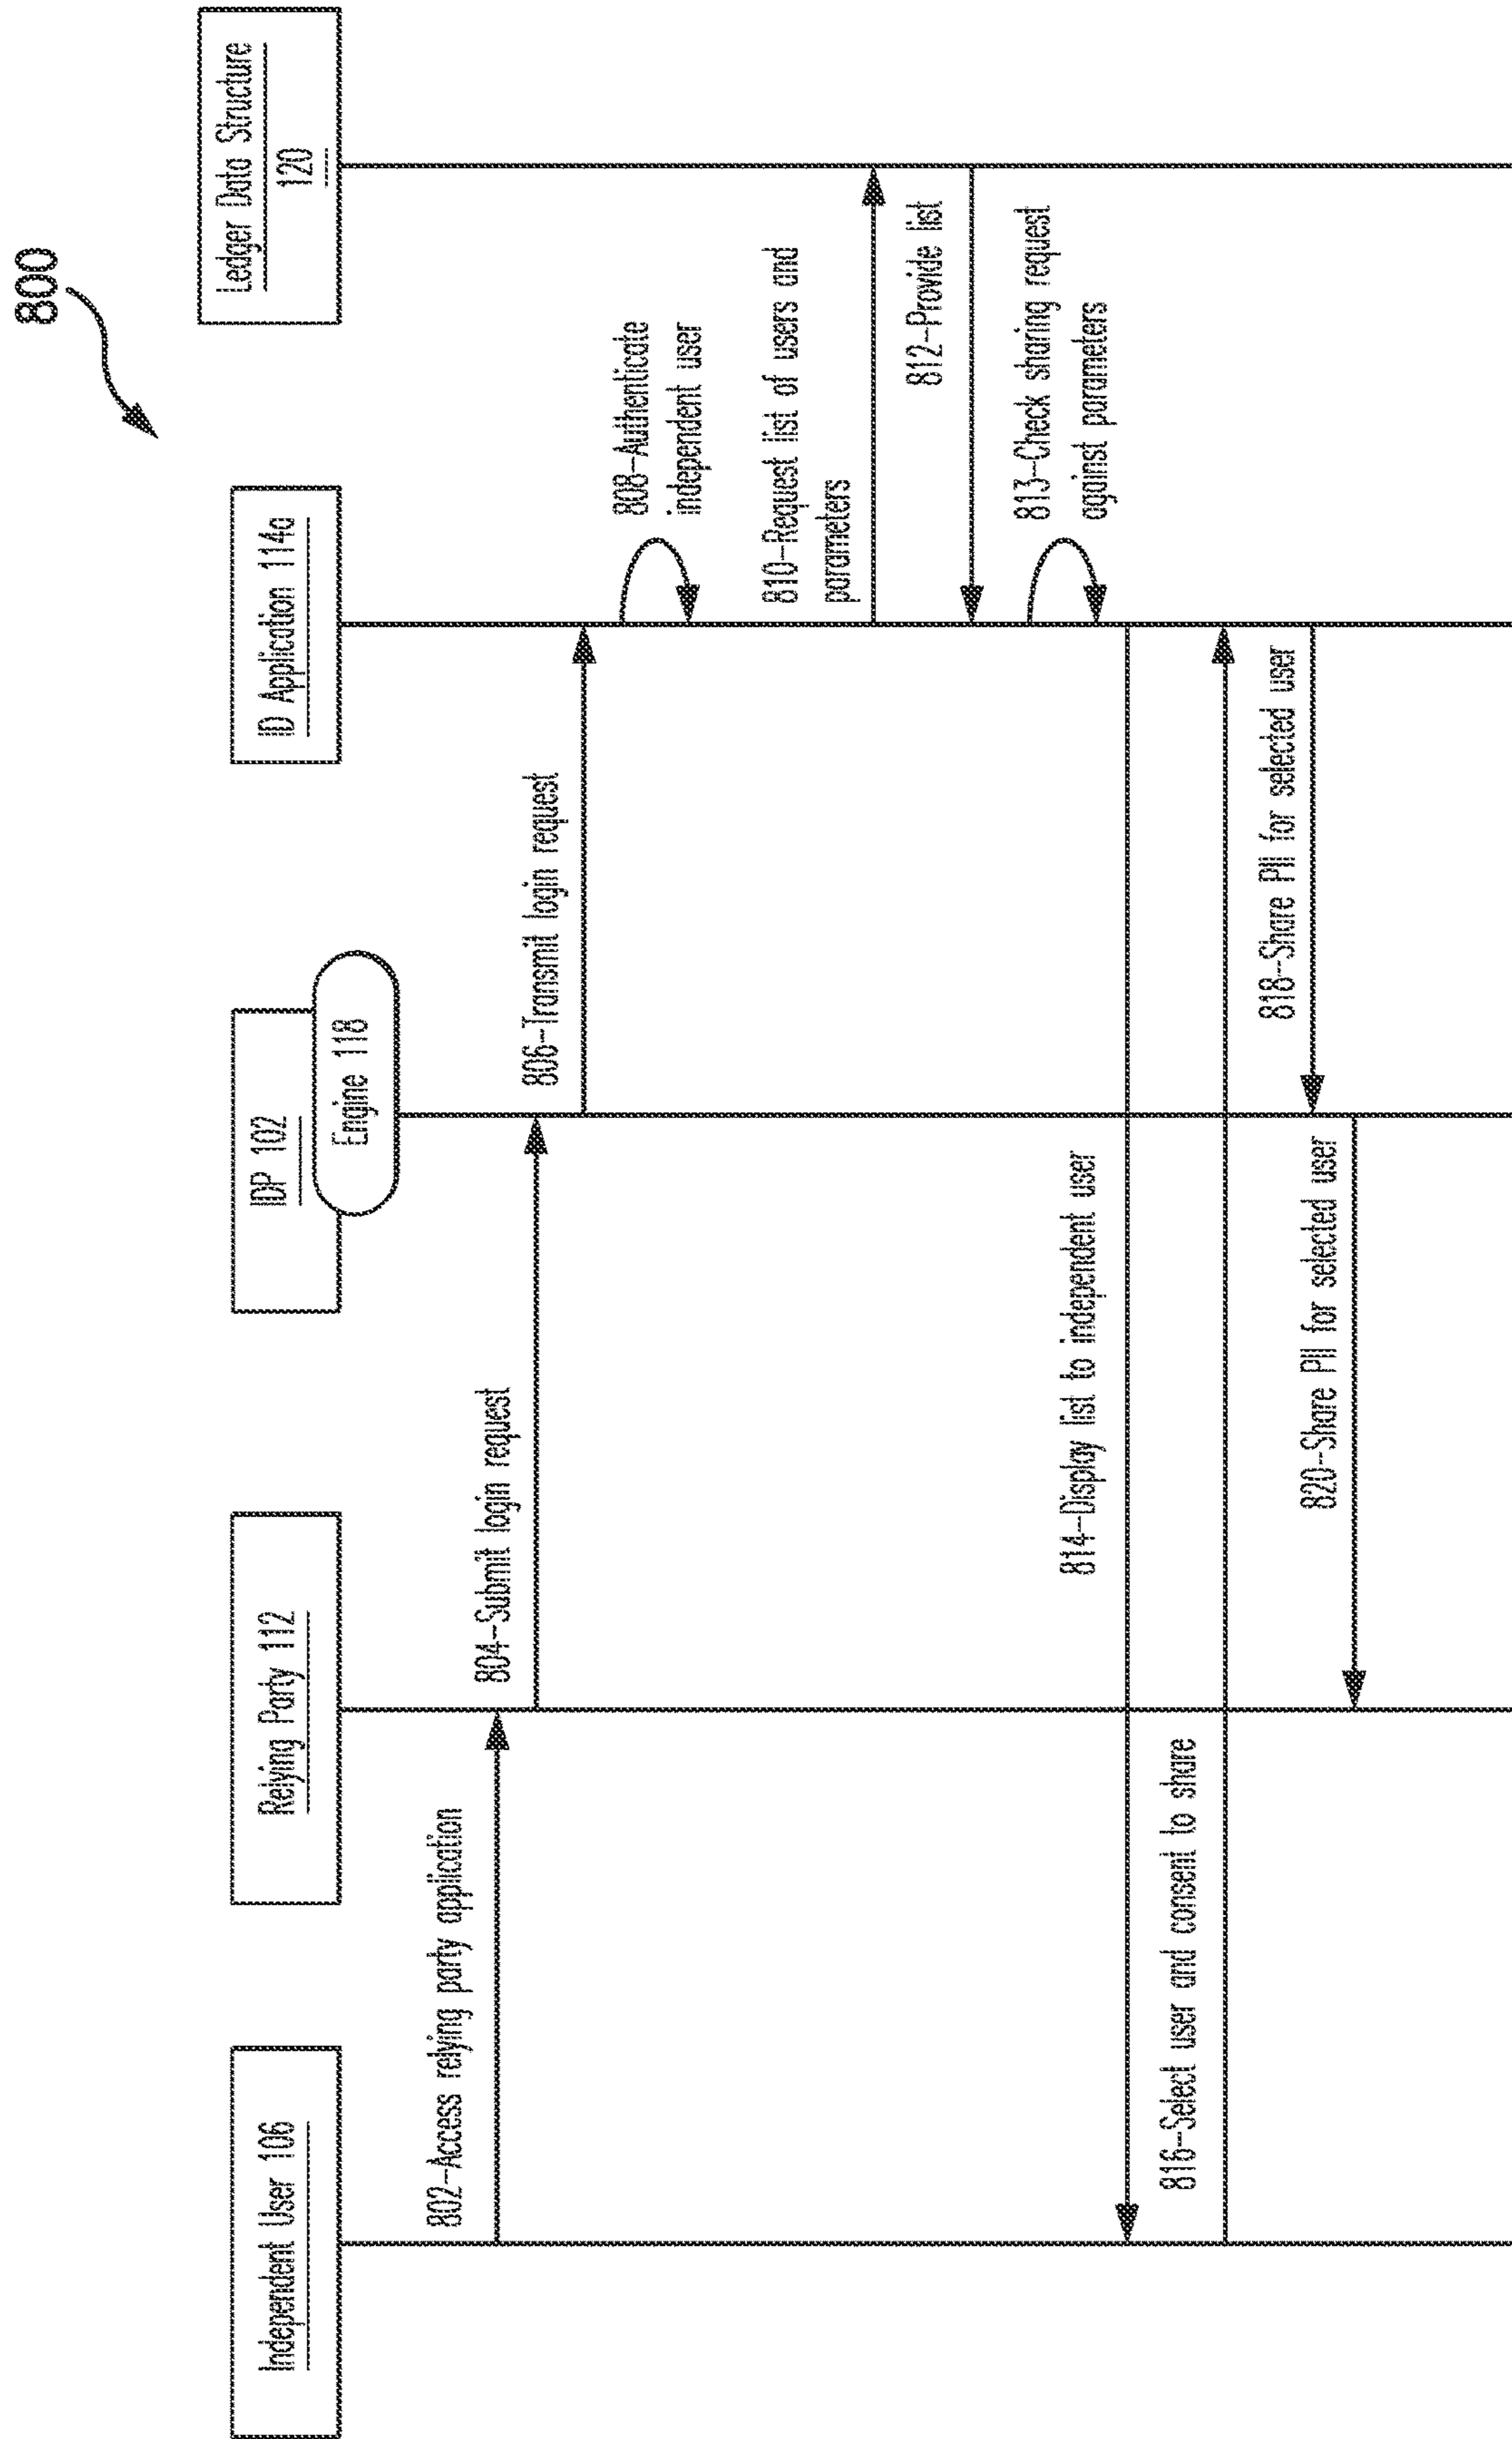 800
Independent User 106
Relying Party 112
IDP 102
Engine 118
ID Application 114a
Ledger Data Structure
120
802-Access relying party application
804-Submit login request
806-Transmit login request
808-Authenticate
independent user
810-Request list of users and
parameters
812-Provide list
813-Check sharing request
against parameters
814-Display list to independent user
816-Select user and consent to share
818-Share PII for selected user
820-Share PII for selected user